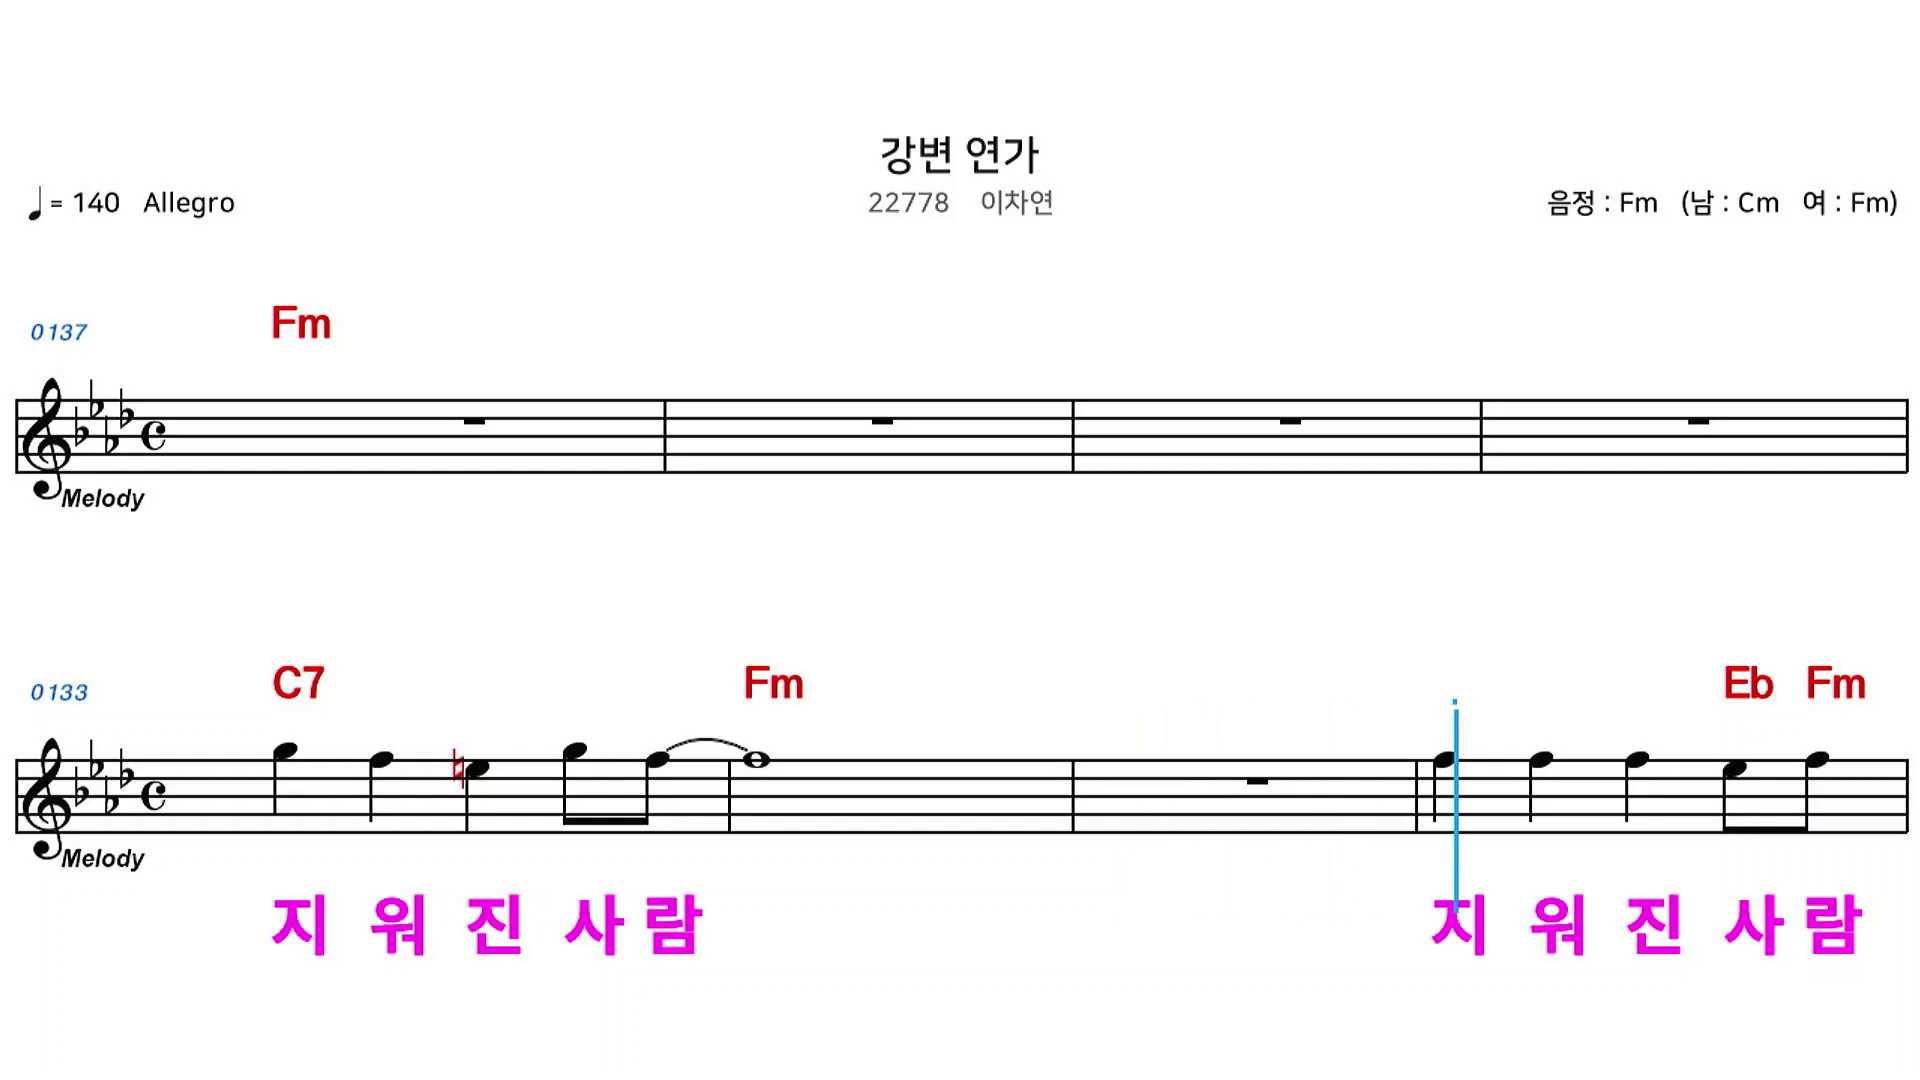 강변 연가
♩= 140 Allegro 22778 이차연 음정 : Fm (남 : Cm 여 : Fm)
0137 Fm
Melody
0133 C7 Fm Eb Fm
Melody
지 워 진 사 람 지 워 진 사 람